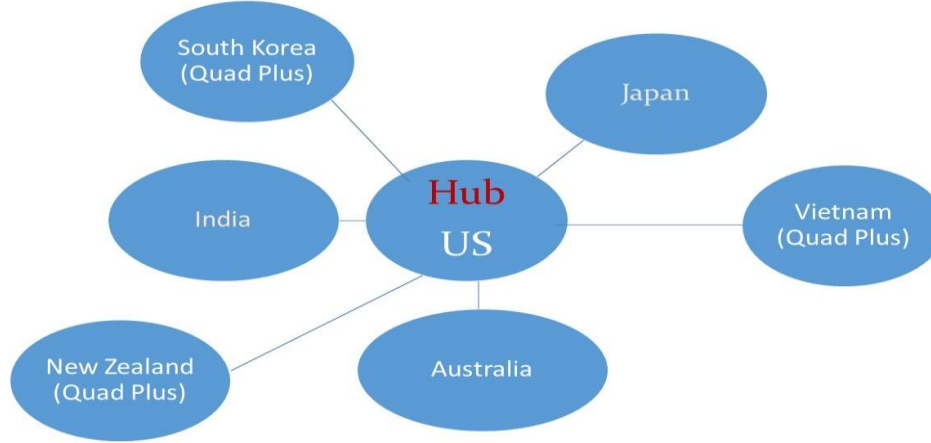 South Korea
(Quad Plus)
Japan
Hub
US
India
Vietnam
(Quad Plus)
New Zealand
(Quad Plus)
Australia